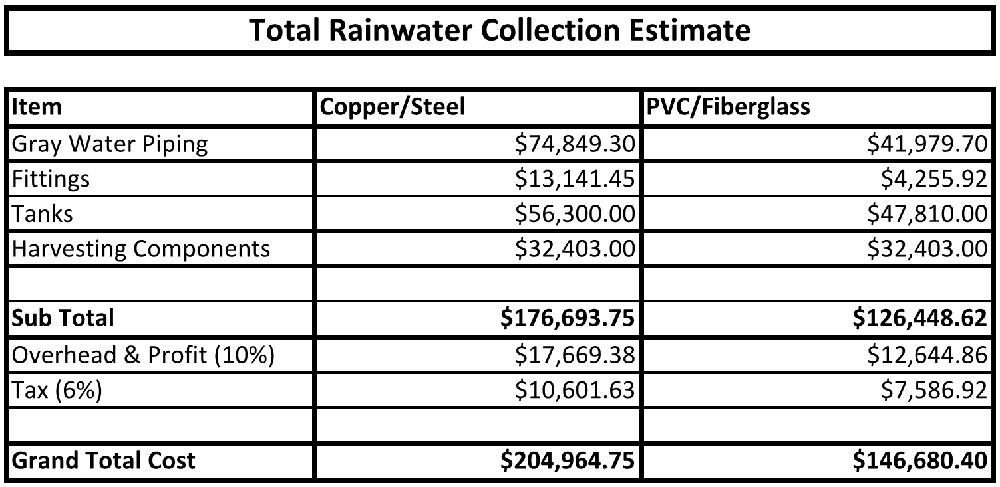 Total Rainwater Collection Estimate
Item Copper/Steel PVC/Fiberglass
Gray Water Piping $74,849.30 $41,979.70
Fittings $13,141.45 $4,255.92
Tanks $56,300.00 $47,810.00
Harvesting Components $32,403.00 $32,403.00
Sub Total $176,693.75 $126,448.62
Overhead & Profit (10%) $17,669.38 $12,644.86
Tax (6%) $10,601.63 $7,586.92
Grand Total Cost $204,964.75 $146,680.40